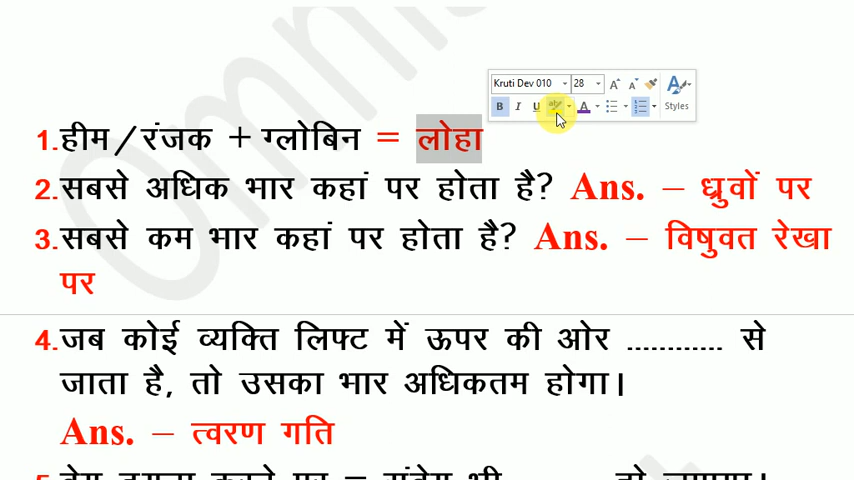 Kruti Dev 010 28
B I U aby A Styles
1.हीम/रंजक + ग्लोबिन = लोहा
2.सबसे अधिक भार कहां पर होता है? Ans. – ध्रुवों पर
3.सबसे कम भार कहां पर होता है? Ans. – विषुवत रेखा
पर
4.जब कोई व्यक्ति लिफ्ट में ऊपर की ओर ............ से
जाता है, तो उसका भार अधिकतम होगा।
Ans. – त्वरण गति